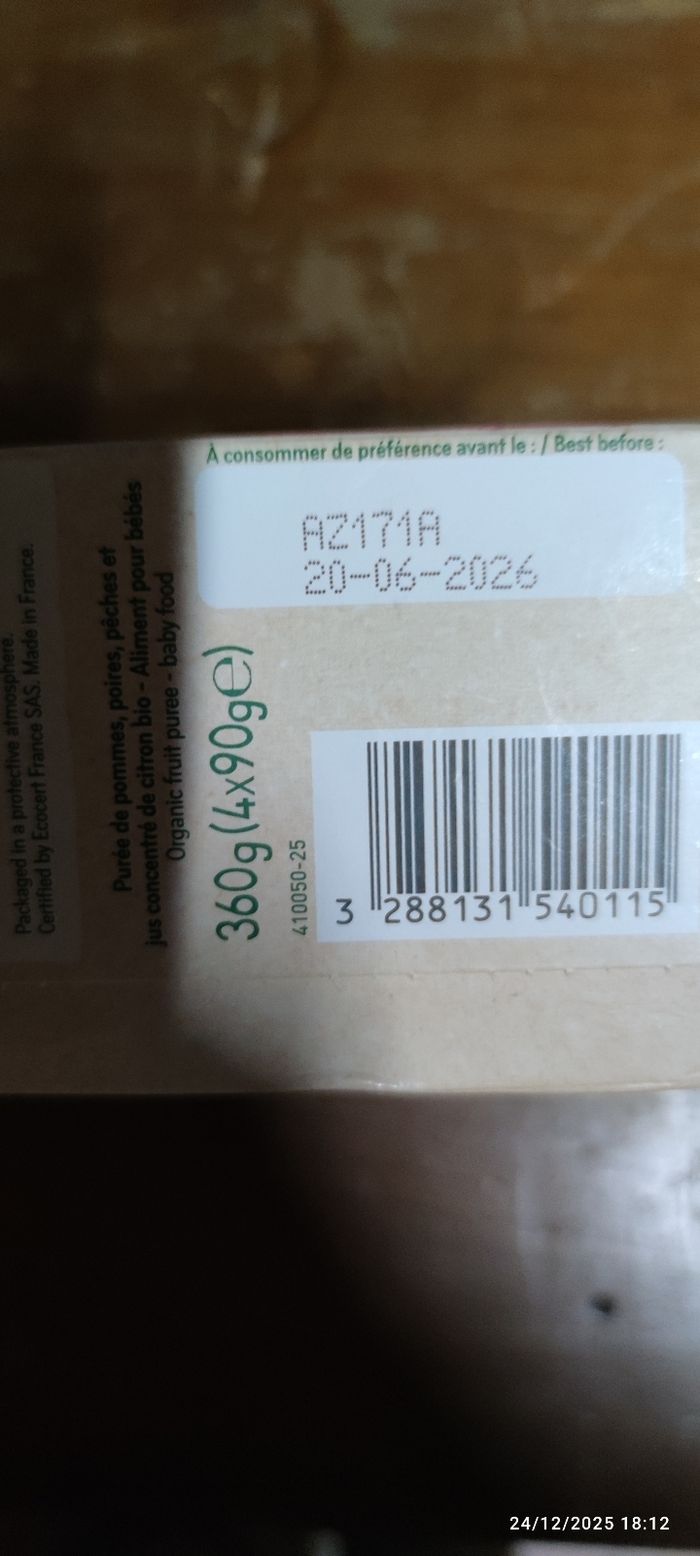 À consommer de préférence avant le : / Best before :
AZ171A
20-06-2026
Packaged in a protective atmosphere.
Certified by Ecocert France SAS. Made in France.
Purée de pommes, poires, pêches et
jus concentré de citron bio - Aliment pour bébés
Organic fruit puree - baby food
360g (4x90g℮)
410050-25
3 288131 540115
24/12/2025 18:12